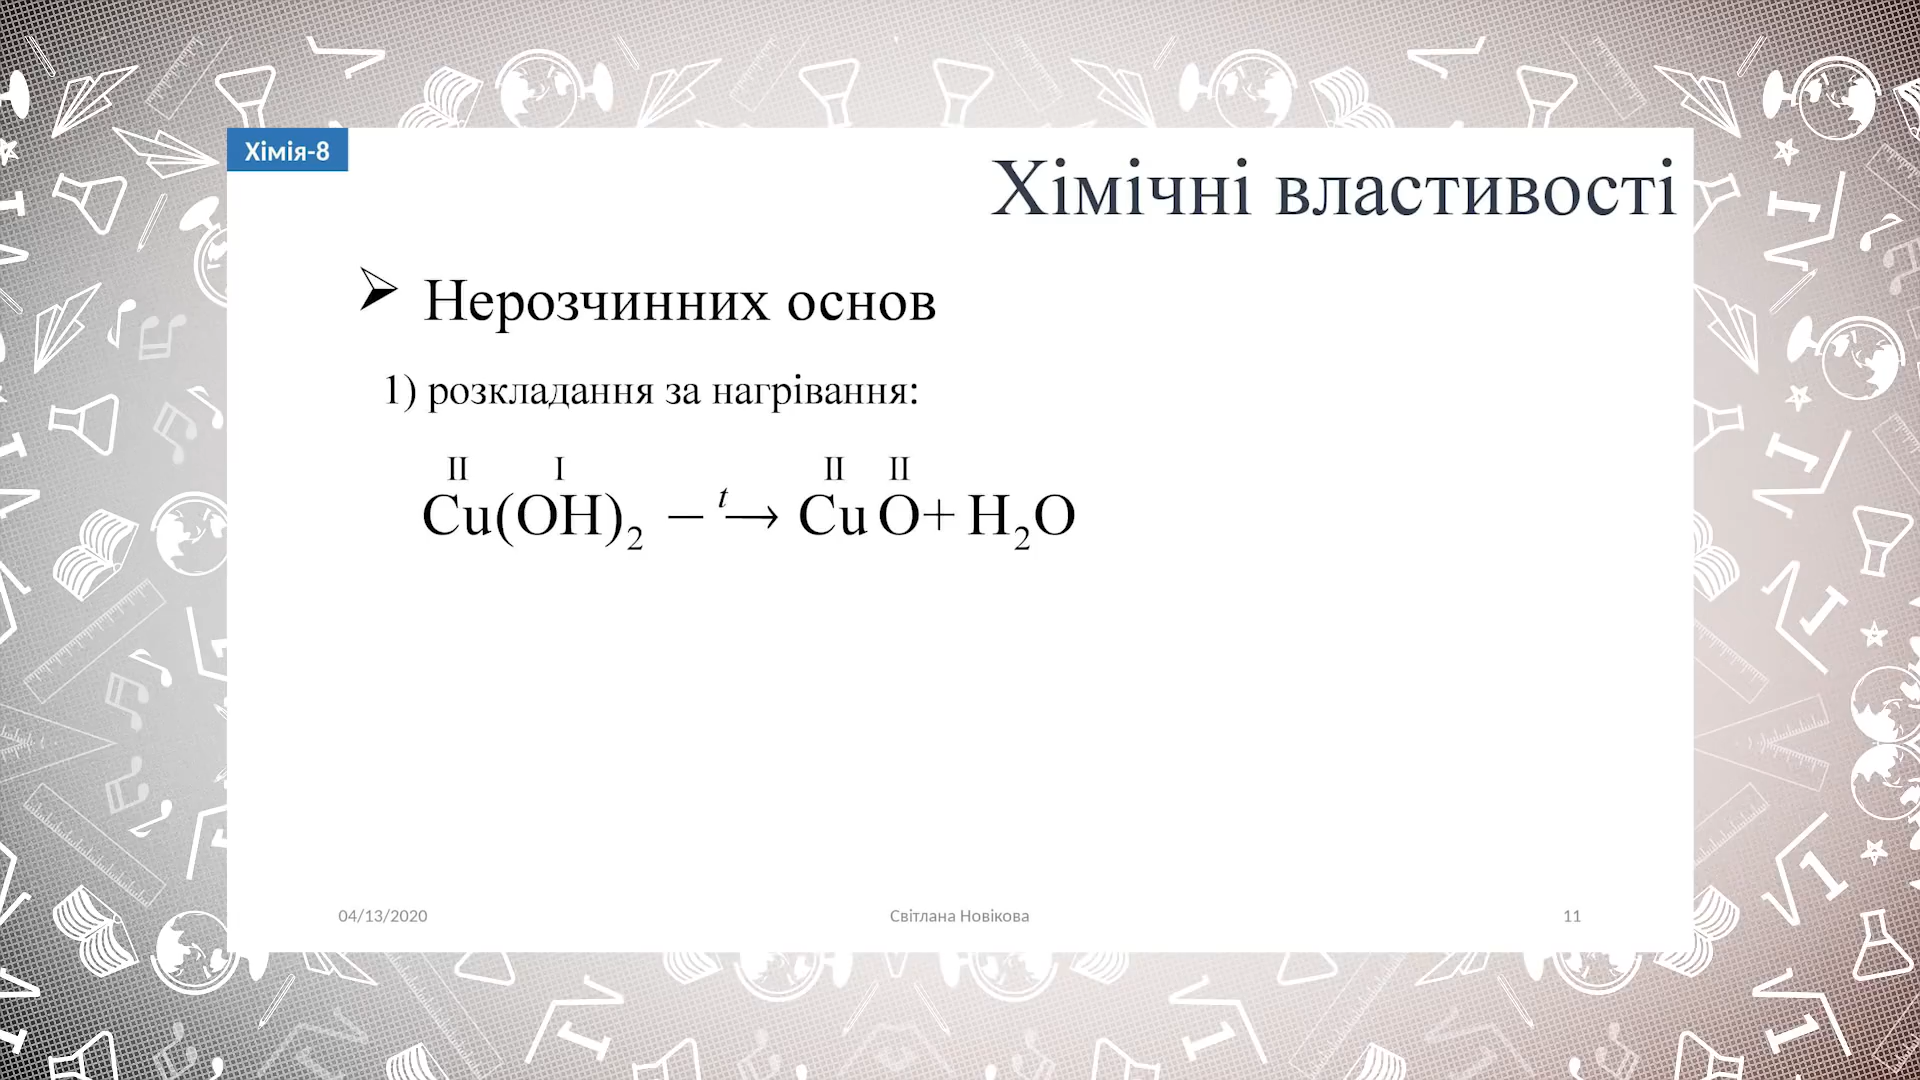 Хімія-8
Хімічні властивості
Нерозчинних основ
1) розкладання за нагрівання:
II I II II
Cu(OH)₂ —ᵗ→ Cu O+ H₂O
04/13/2020 Світлана Новікова 11